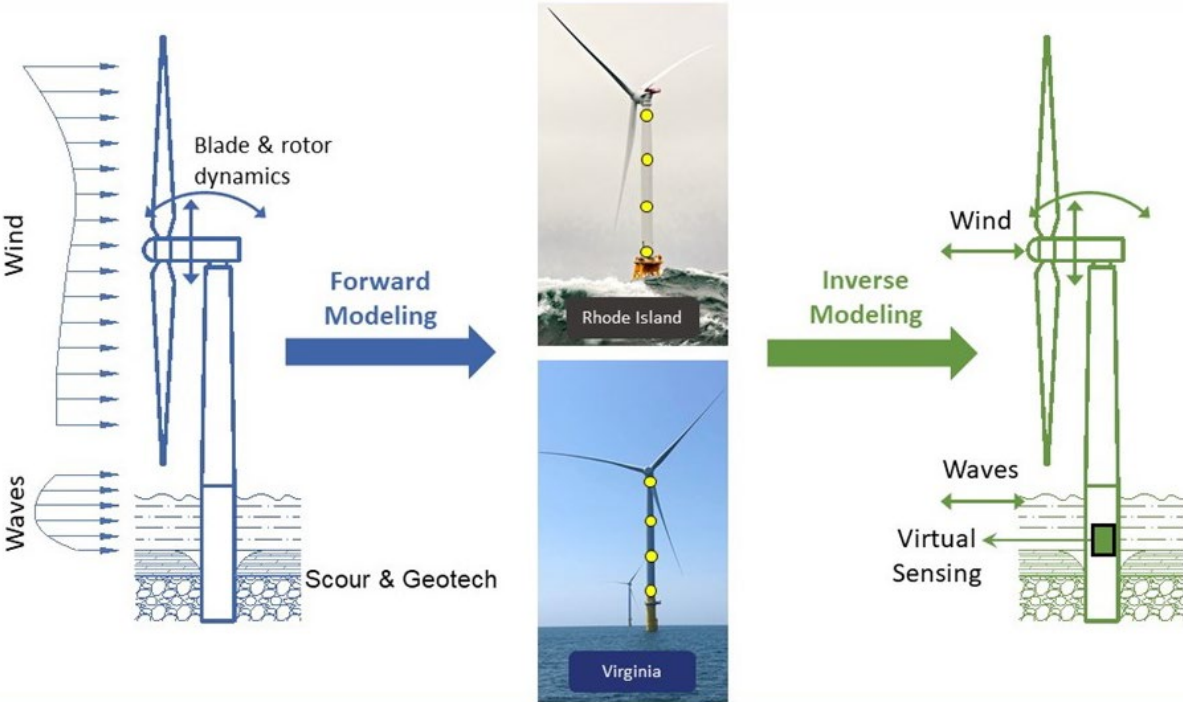 Wind
Waves
Blade & rotor
dynamics
Scour & Geotech
Forward
Modeling
Rhode Island
Virginia
Inverse
Modeling
Wind
Waves
Virtual
Sensing